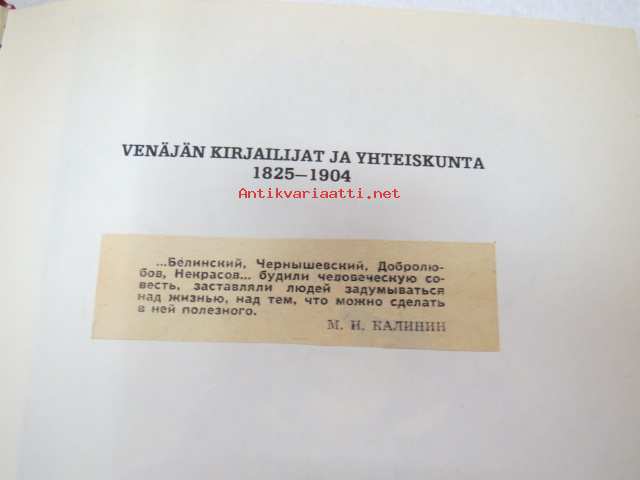 VENÄJÄN KIRJAILIJAT JA YHTEISKUNTA
1825—1904
Antikvariaatti.net
...Белинский, Чернышевский, Добролю-
бов, Некрасов... будили человеческую со-
весть, заставляли людей задумываться
над жизнью, над тем, что можно сделать
в ней полезного.
М. И. КАЛИНИН